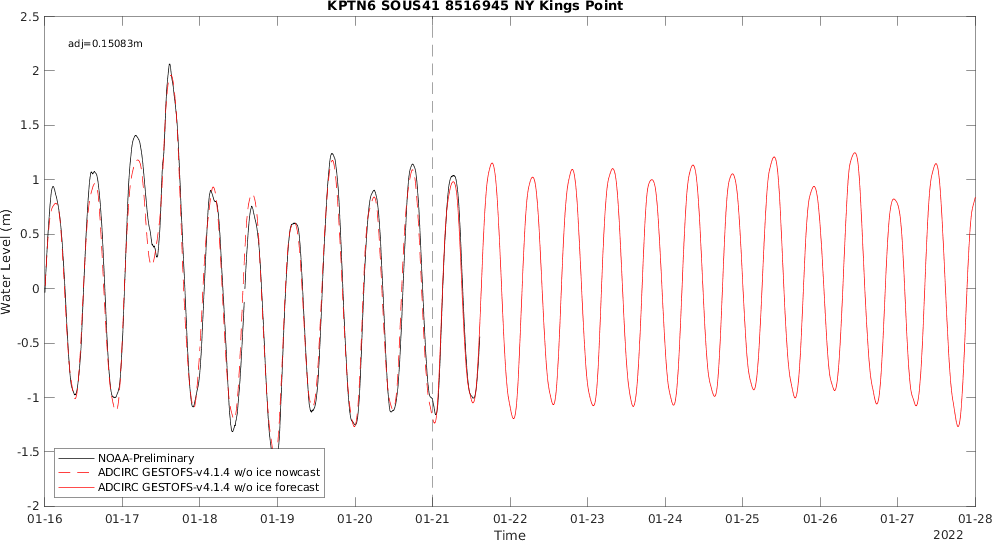 KPTN6 SOUS41 8516945 NY Kings Point
2.5
adj=0.15083m
2
1.5
1
0.5
0
-0.5
-1
-1.5
-2
Water Level (m)
NOAA-Preliminary
ADCIRC GESTOFS-v4.1.4 w/o ice nowcast
ADCIRC GESTOFS-v4.1.4 w/o ice forecast
01-16 01-17 01-18 01-19 01-20 01-21 01-22 01-23 01-24 01-25 01-26 01-27 01-28
Time
2022